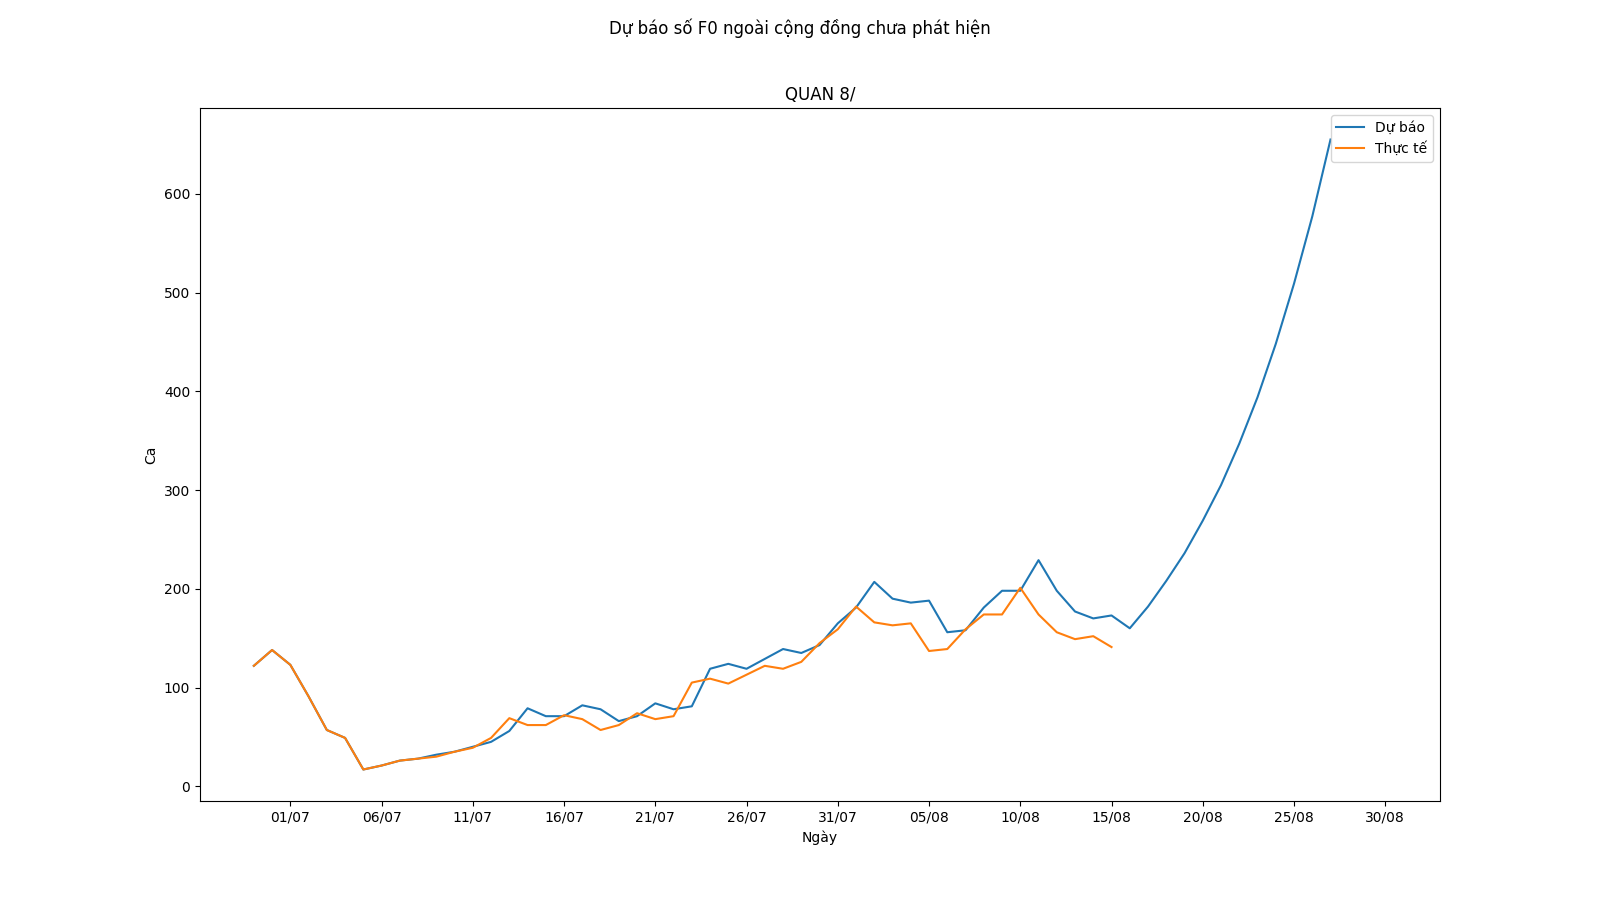 Dự báo số F0 ngoài cộng đồng chưa phát hiện
QUAN 8/
Dự báo
Thực tế
600
500
400
300
200
100
0
Ca
01/07 06/07 11/07 16/07 21/07 26/07 31/07 05/08 10/08 15/08 20/08 25/08 30/08
Ngày